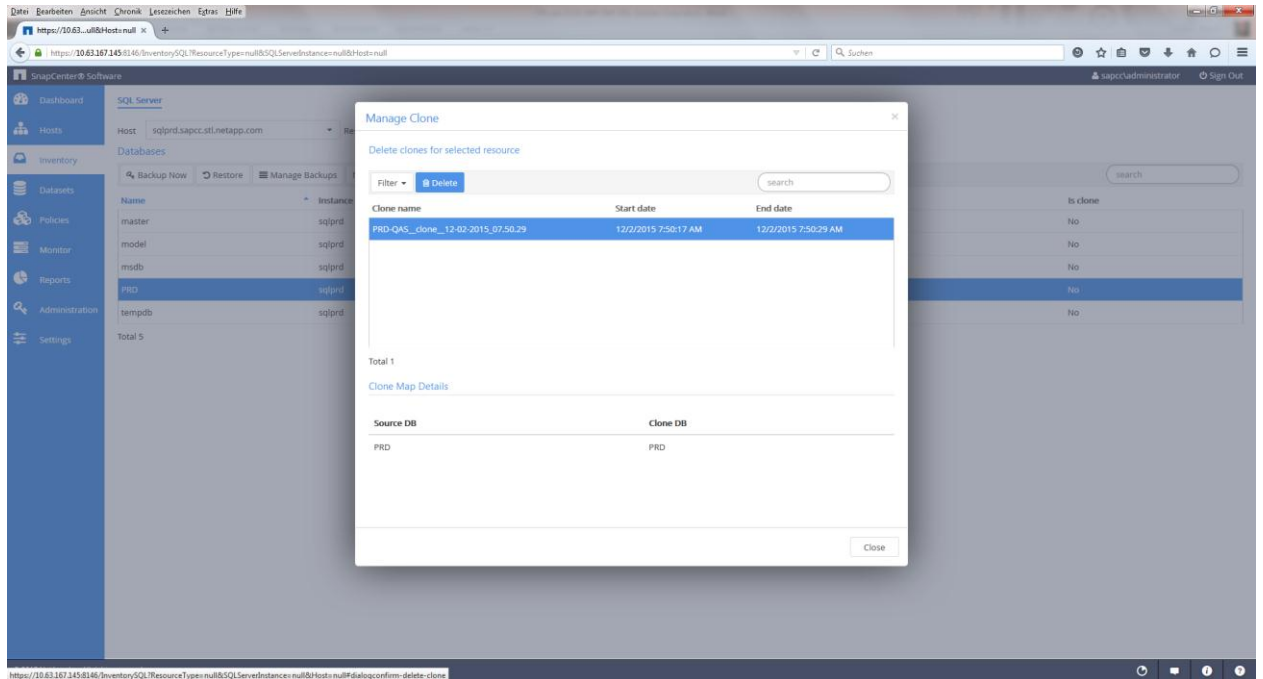 Datei Bearbeiten Ansicht Chronik Lesezeichen Extras Hilfe
https://10.63...ull&Host=null × +
https://10.63.167.145:8146/InventorySQL?ResourceType=null&SQLServerInstance=null&Host=null Suchen
SnapCenter® Software sapcc\administrator Sign Out
Dashboard
Hosts
Inventory
Datasets
Policies
Monitor
Reports
Administration
Settings
SQL Server
Host sqlprd.sapcc.stl.netapp.com Re
Databases
Backup Now Restore Manage Backups search
Name Instance Is clone
master sqlprd No
model sqlprd No
msdb sqlprd No
PRD sqlprd No
tempdb sqlprd No
Total 5
Manage Clone ×
Delete clones for selected resource
Filter Delete search
Clone name Start date End date
PRD-QAS__clone__12-02-2015_07.50.29 12/2/2015 7:50:17 AM 12/2/2015 7:50:29 AM
Total 1
Clone Map Details
Source DB Clone DB
PRD PRD
Close
https://10.63.167.145:8146/InventorySQL?ResourceType=null&SQLServerInstance=null&Host=null#dialogconfirm-delete-clone